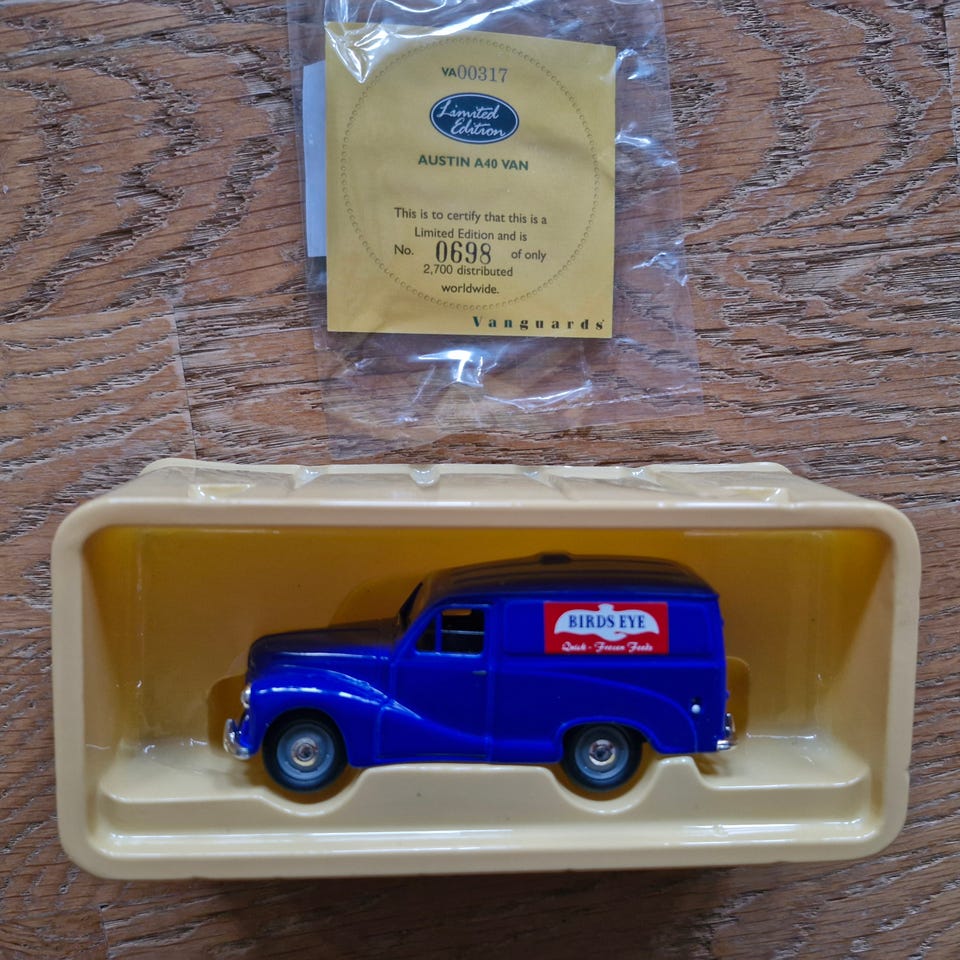 VA00317
Limited
Edition
AUSTIN A40 VAN
This is to certify that this is a
Limited Edition and is
No. 0698 of only
2,700 distributed
worldwide.
Vanguards
BIRDS EYE
Quick - Frozen Foods